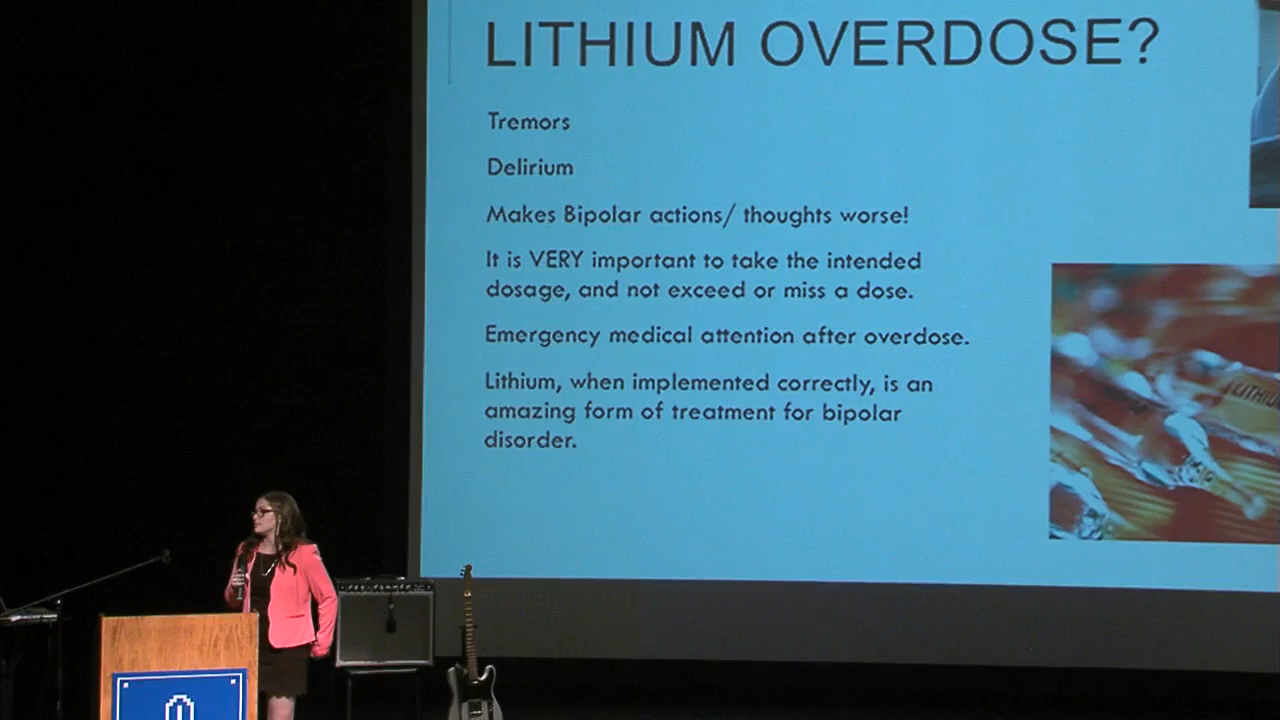 LITHIUM OVERDOSE?
Tremors
Delirium
Makes Bipolar actions/ thoughts worse!
It is VERY important to take the intended
dosage, and not exceed or miss a dose.
Emergency medical attention after overdose.
Lithium, when implemented correctly, is an
amazing form of treatment for bipolar
disorder.